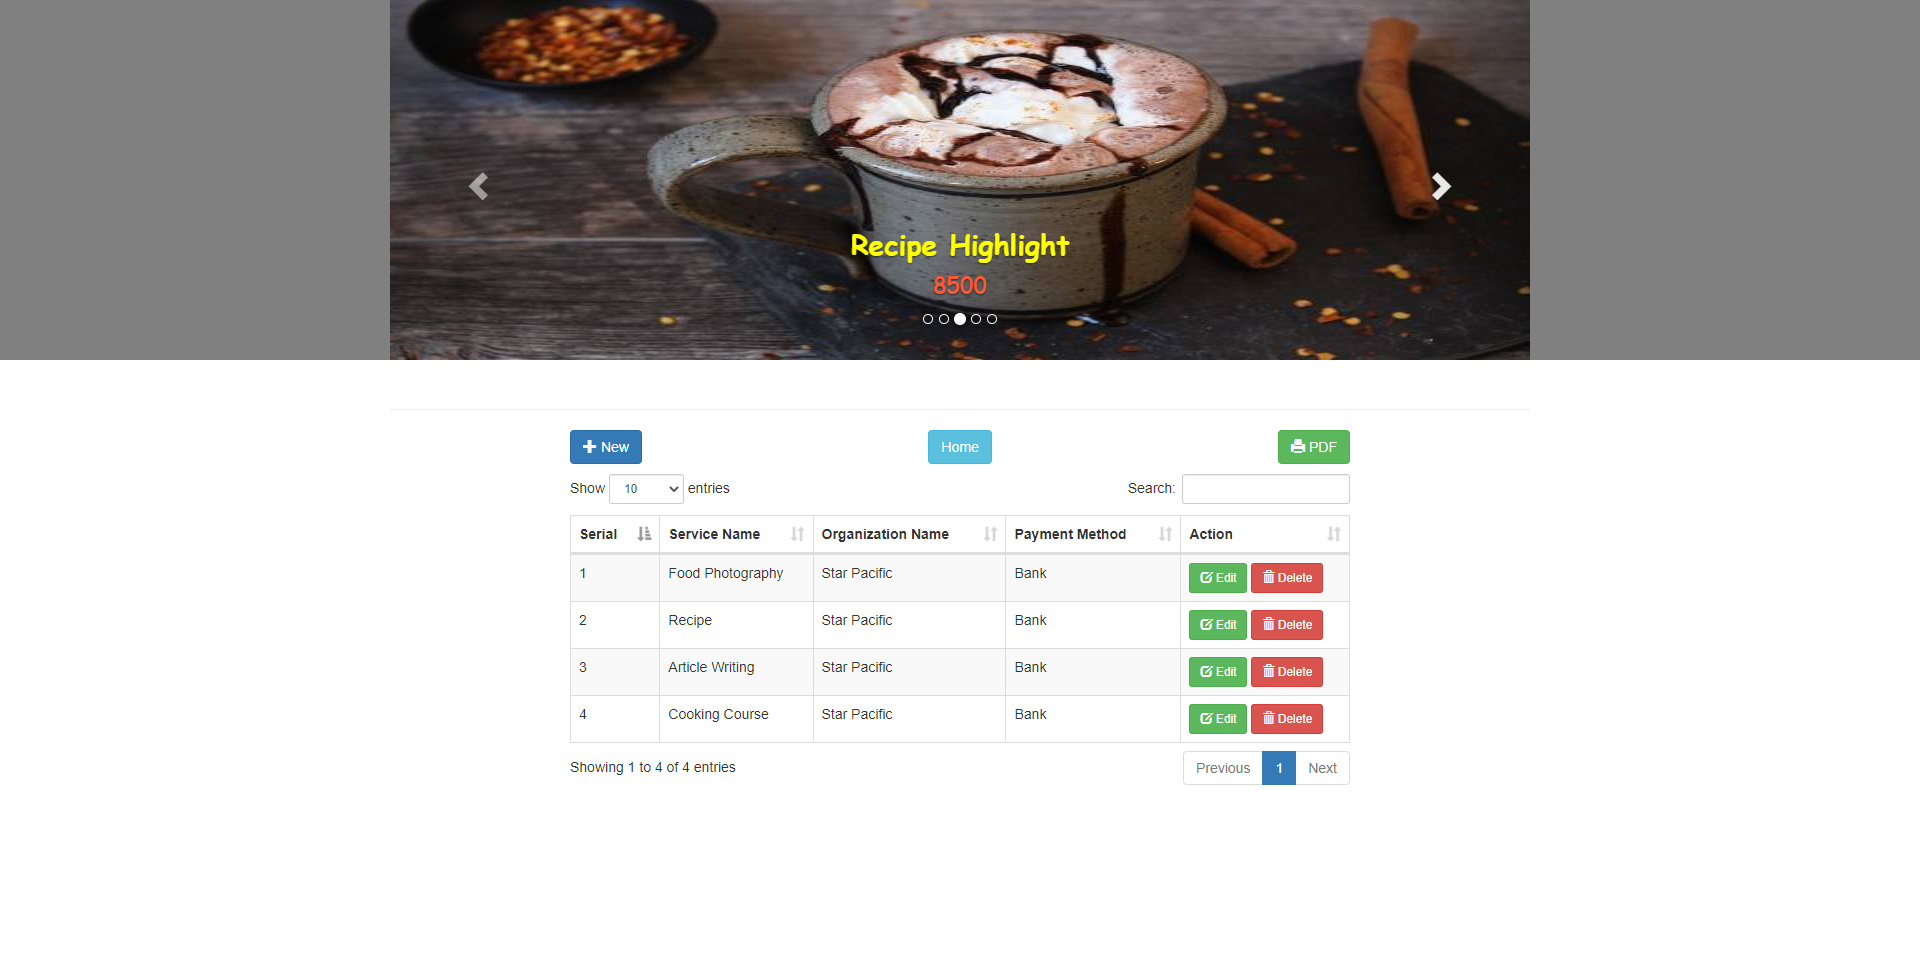 Recipe Highlight
8500
New Home PDF
Show 10 entries Search:
Serial Service Name Organization Name Payment Method Action
1 Food Photography Star Pacific Bank Edit Delete
2 Recipe Star Pacific Bank Edit Delete
3 Article Writing Star Pacific Bank Edit Delete
4 Cooking Course Star Pacific Bank Edit Delete
Showing 1 to 4 of 4 entries Previous 1 Next